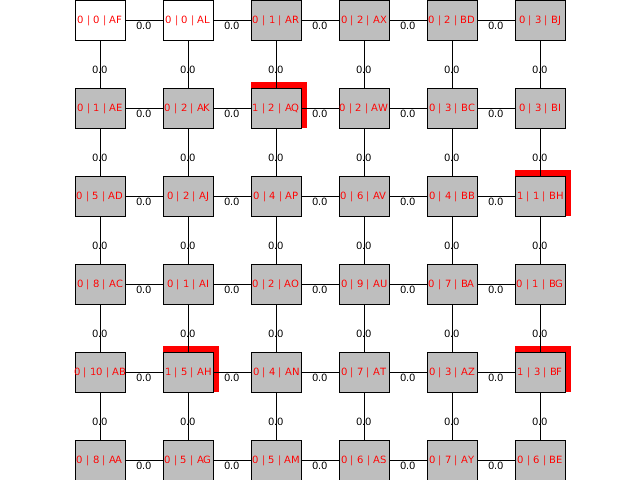 0 | 0 | AF 0.0 0 | 0 | AL 0.0 0 | 1 | AR 0.0 0 | 2 | AX 0.0 0 | 2 | BD 0.0 0 | 3 | BJ
0.0 0.0 0.0 0.0 0.0 0.0
0 | 1 | AE 0.0 0 | 2 | AK 0.0 1 | 2 | AQ 0.0 0 | 2 | AW 0.0 0 | 3 | BC 0.0 0 | 3 | BI
0.0 0.0 0.0 0.0 0.0 0.0
0 | 5 | AD 0.0 0 | 2 | AJ 0.0 0 | 4 | AP 0.0 0 | 6 | AV 0.0 0 | 4 | BB 0.0 1 | 1 | BH
0.0 0.0 0.0 0.0 0.0 0.0
0 | 8 | AC 0.0 0 | 1 | AI 0.0 0 | 2 | AO 0.0 0 | 9 | AU 0.0 0 | 7 | BA 0.0 0 | 1 | BG
0.0 0.0 0.0 0.0 0.0 0.0
0 | 10 | AB 0.0 1 | 5 | AH 0.0 0 | 4 | AN 0.0 0 | 7 | AT 0.0 0 | 3 | AZ 0.0 1 | 3 | BF
0.0 0.0 0.0 0.0 0.0 0.0
0 | 8 | AA 0.0 0 | 5 | AG 0.0 0 | 5 | AM 0.0 0 | 6 | AS 0.0 0 | 7 | AY 0.0 0 | 6 | BE